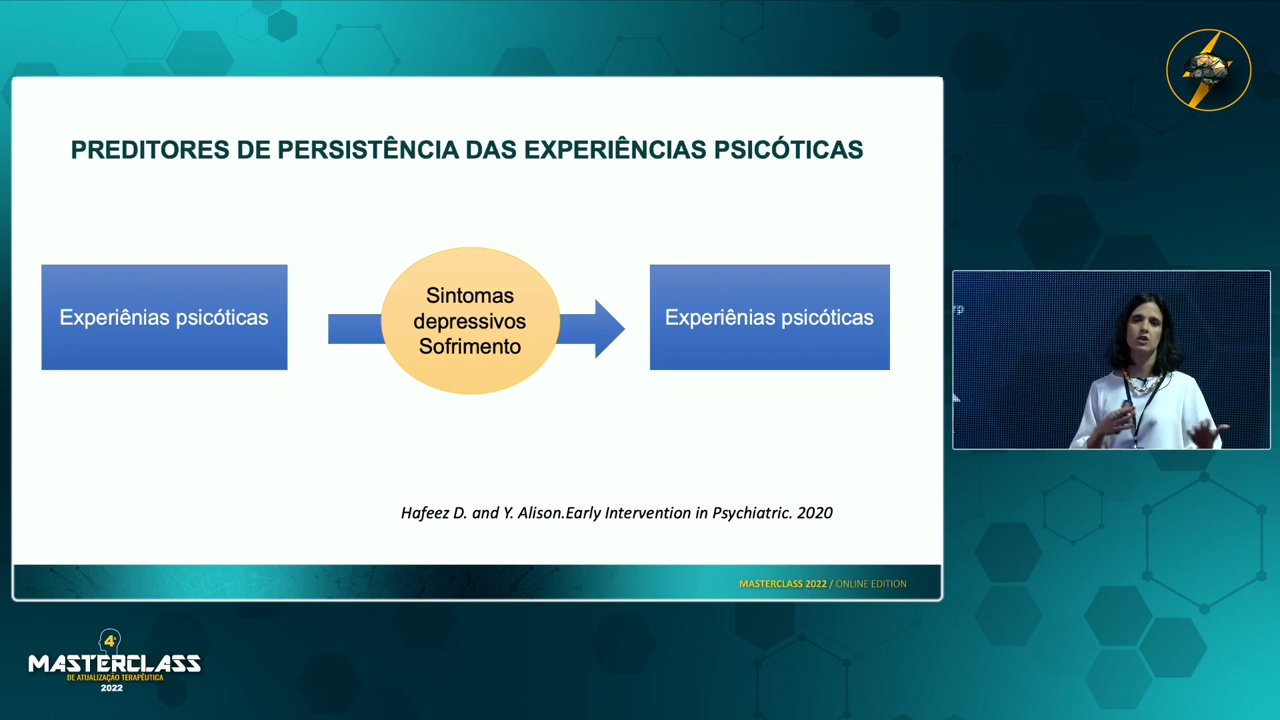 PREDITORES DE PERSISTÊNCIA DAS EXPERIÊNCIAS PSICÓTICAS
Experiênias psicóticas
Sintomas
depressivos
Sofrimento
Experiênias psicóticas
Hafeez D. and Y. Alison.Early Intervention in Psychiatric. 2020
MASTERCLASS 2022 / ONLINE EDITION
4ª
MASTERCLASS
DE ATUALIZAÇÃO TERAPÊUTICA
2022